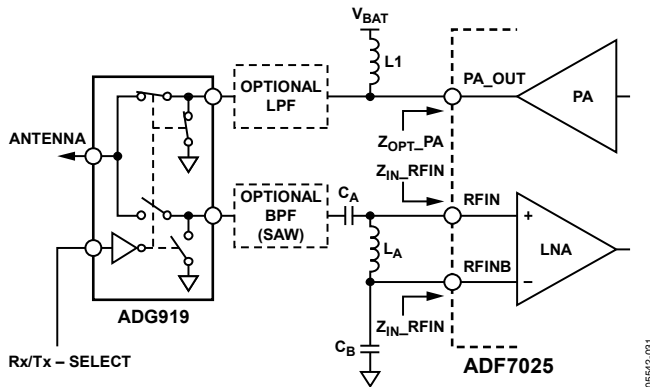 VBAT
L1
PA_OUT
PA
OPTIONAL
LPF
ANTENNA
ZOPT_PA
ZIN_RFIN
CA
OPTIONAL
BPF
(SAW)
RFIN
+
LA
LNA
RFINB
−
ADG919
ZIN_RFIN
CB
Rx/Tx – SELECT
ADF7025
05542-031